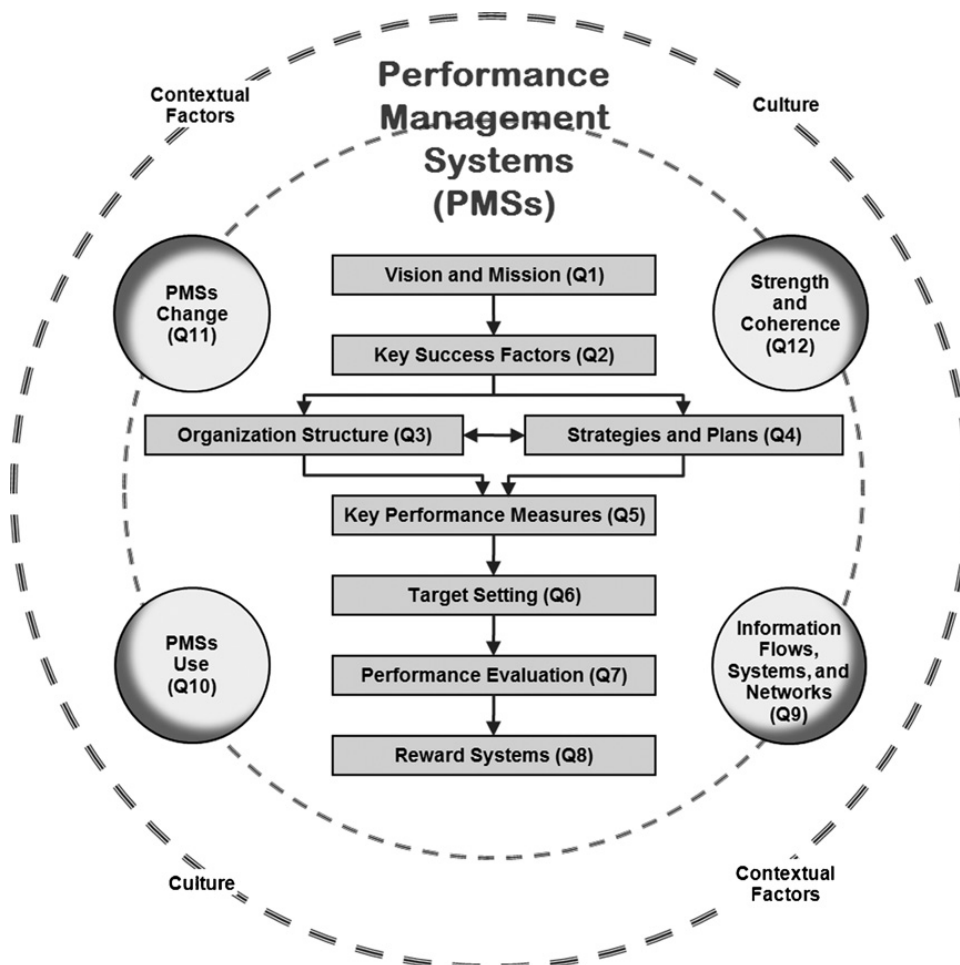 Performance
Management
Systems
(PMSs)
Contextual
Factors
Culture
PMSs
Change
(Q11)
Strength
and
Coherence
(Q12)
Vision and Mission (Q1)
Key Success Factors (Q2)
Organization Structure (Q3)
Strategies and Plans (Q4)
Key Performance Measures (Q5)
Target Setting (Q6)
Performance Evaluation (Q7)
Reward Systems (Q8)
PMSs
Use
(Q10)
Information
Flows,
Systems, and
Networks
(Q9)
Culture
Contextual
Factors